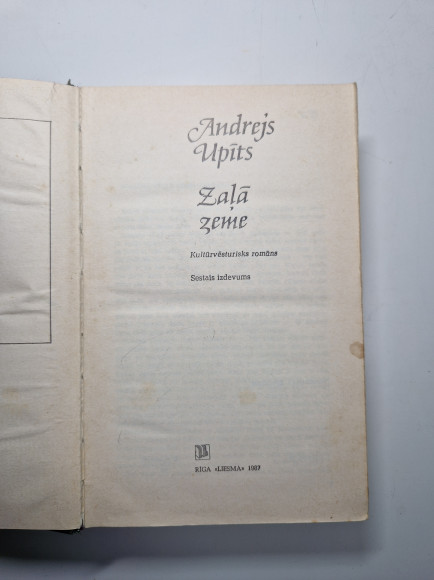 Andrejs
Upīts
Zaļā
zeme
Kultūrvēsturisks romāns
Sestais izdevums
RĪGA «LIESMA» 1987